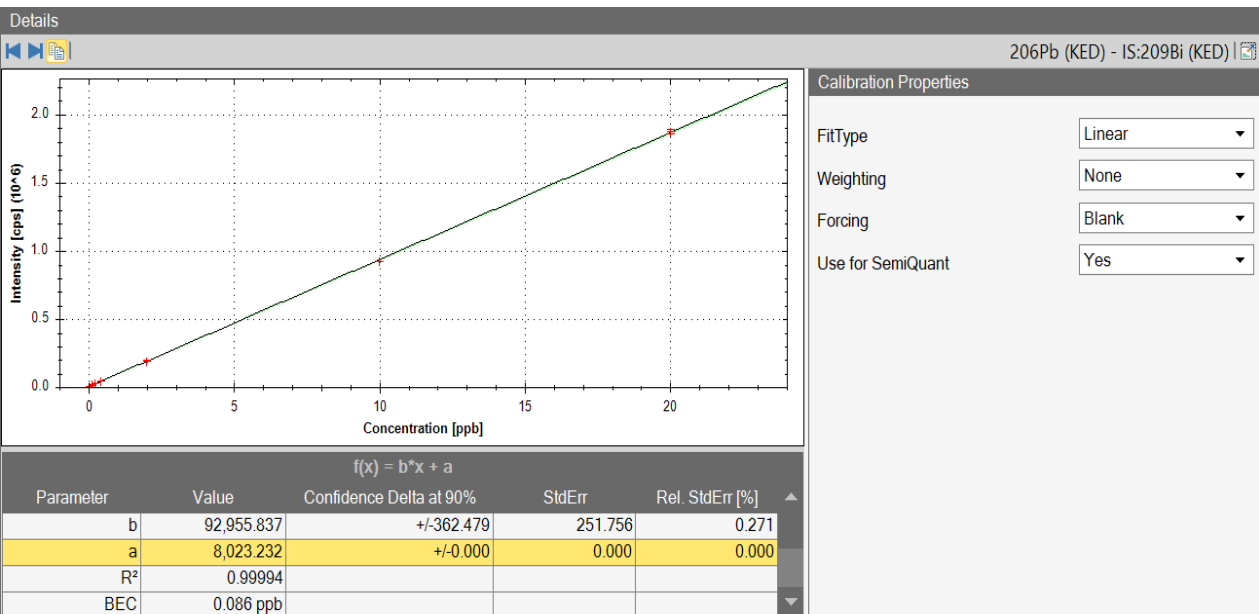 Details
206Pb (KED) - IS:209Bi (KED)
Calibration Properties
FitType Linear
Weighting None
Forcing Blank
Use for SemiQuant Yes
Intensity [cps] (10^6)
2.0
1.5
1.0
0.5
0.0
0 5 10 15 20
Concentration [ppb]
f(x) = b*x + a
Parameter Value Confidence Delta at 90% StdErr Rel. StdErr [%]
b 92,955.837 +/-362.479 251.756 0.271
a 8,023.232 +/-0.000 0.000 0.000
R² 0.99994
BEC 0.086 ppb